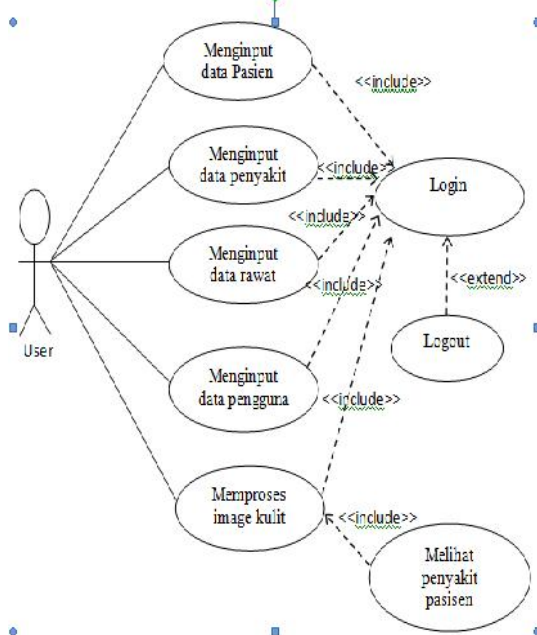 Menginput
data Pasien
<<include>>
Menginput
data penyakit
<<include>>
Login
<<include>>
Menginput
data rawat
<<include>>
<<extend>>
User
Logout
Menginput
data pengguna
<<include>>
Memproses
image kulit
<<include>>
Melihat
penyakit
pasisen